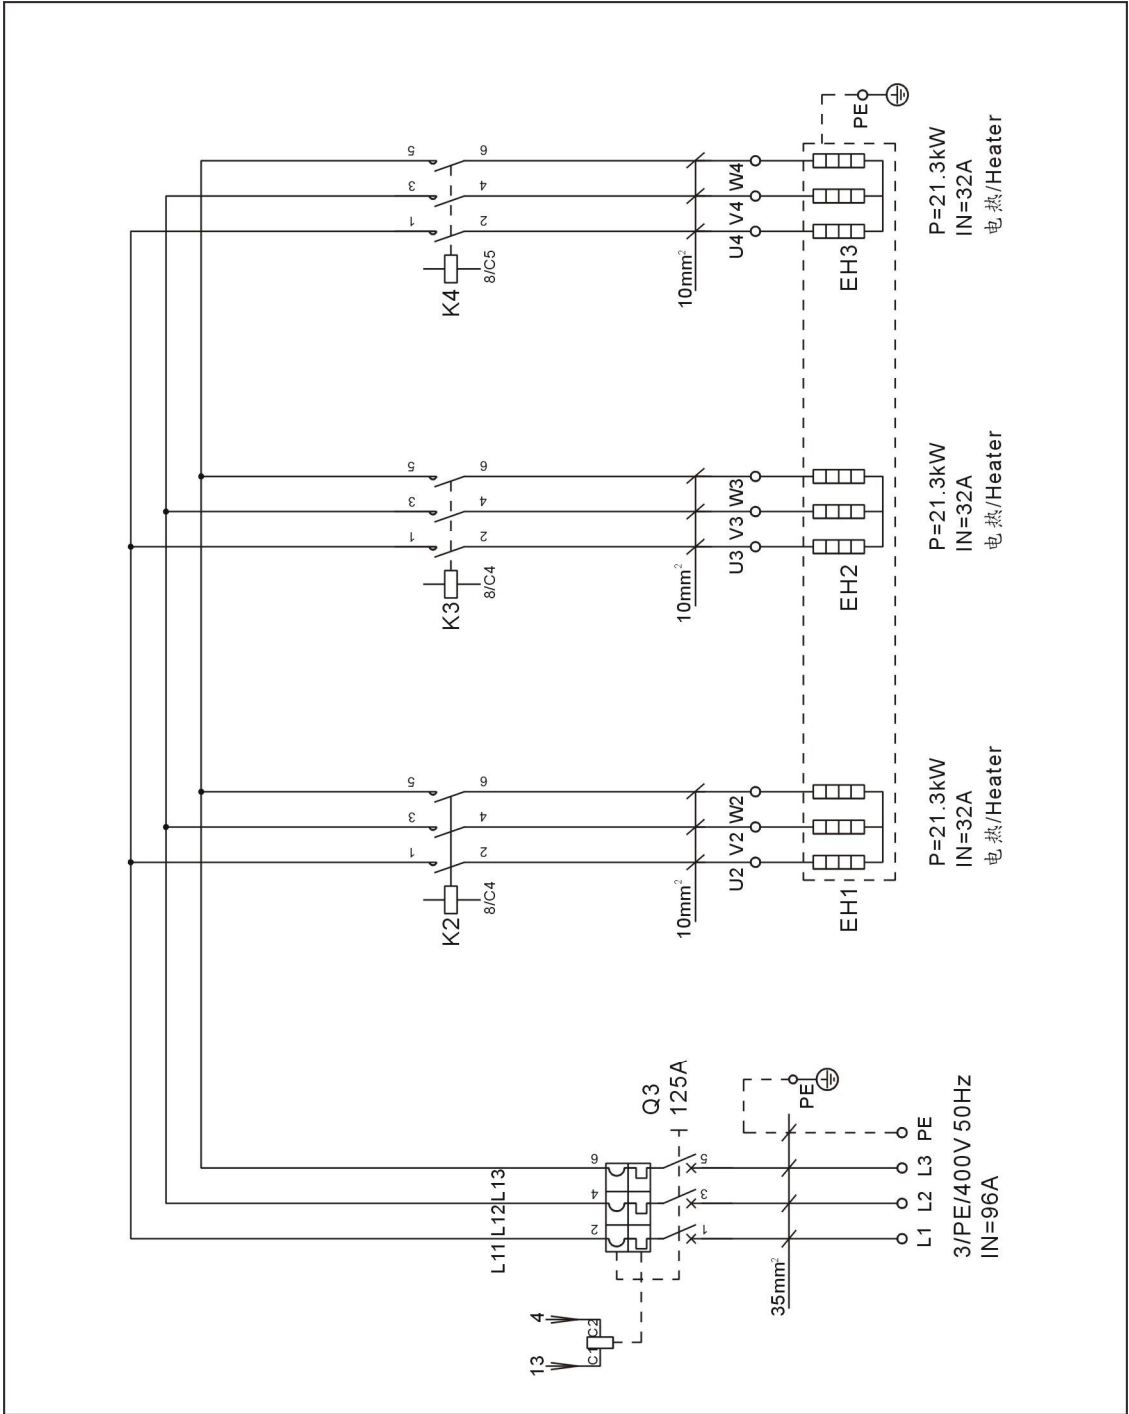 1 3 5
1 3 5
1 3 5
K2
K3
K4
2 4 6
8/C4
2 4 6
8/C4
2 4 6
8/C5
L11 L12 L13
13 4
C1 C2
2 4 6
Q3
125A
10mm²
10mm²
10mm²
1 3 5
U2 V2 W2
U3 V3 W3
U4 V4 W4
35mm²
PE
EH1
EH2
EH3
PE
L1 L2 L3 PE
3/PE/400V 50Hz
IN=96A
P=21.3kW
IN=32A
电热/Heater
P=21.3kW
IN=32A
电热/Heater
P=21.3kW
IN=32A
电热/Heater